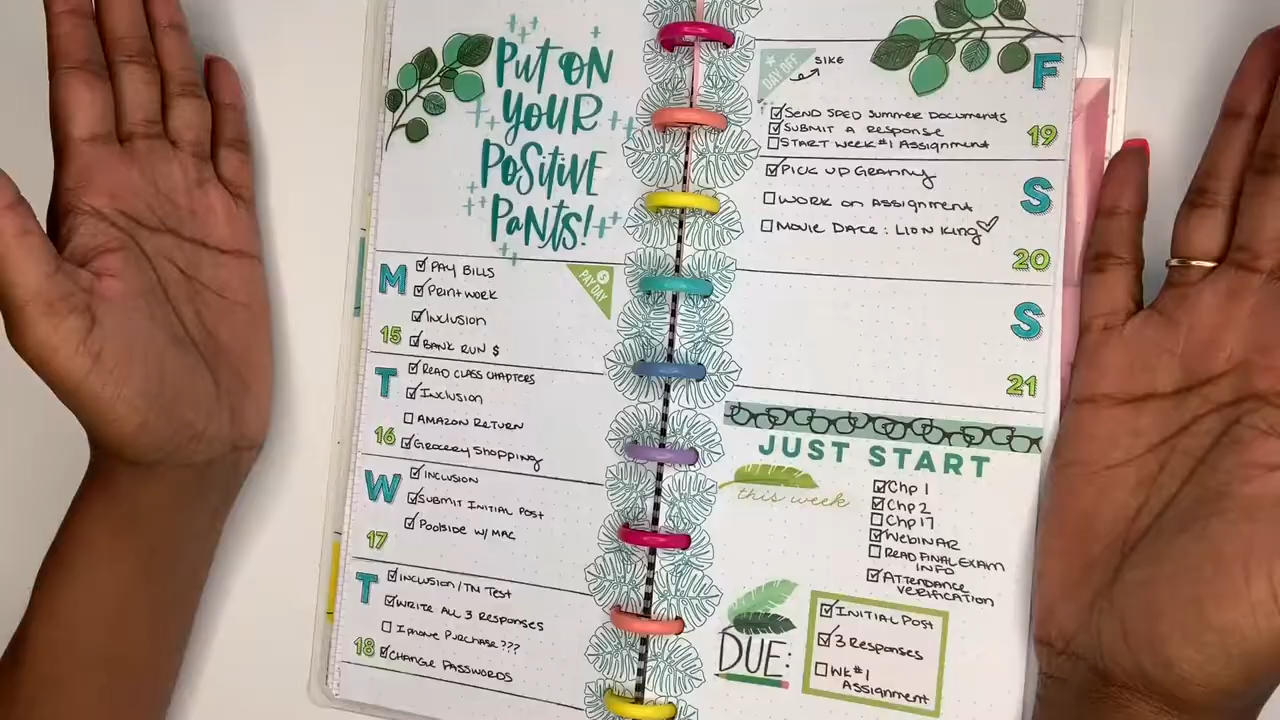 PUT ON
YOUR
POSITIVE
PANTS!
M
15
PAY BILLS
Print work
Inclusion
BANK RUN $
PAY DAY
T
16
READ CLASS CHAPTERS
Inclusion
AMAZON RETURN
Grocery Shopping
W
17
INCLUSION
SUBMIT INITIAL POST
Poolside w/ MAC
T
18
INCLUSION/TN TEST
WRITE ALL 3 RESPONSES
Iphone Purchase???
CHANGE PASSWORDS
DAY OFF
SIKE
F
19
SEND SPED SUMMER DOCUMENTS
SUBMIT A RESPONSE
START WEEK #1 ASSIGNMENT
S
20
PICK UP GRANNY
WORK ON ASSIGNMENT
MOVIE DATE: LION KING
S
21
JUST START
this week
Chp 1
Chp 2
Chp 17
WEBINAR
READ FINAL EXAM
INFO
ATTENDANCE
VERIFICATION
DUE:
INITIAL POST
3 RESPONSES
WK #1
Assignment